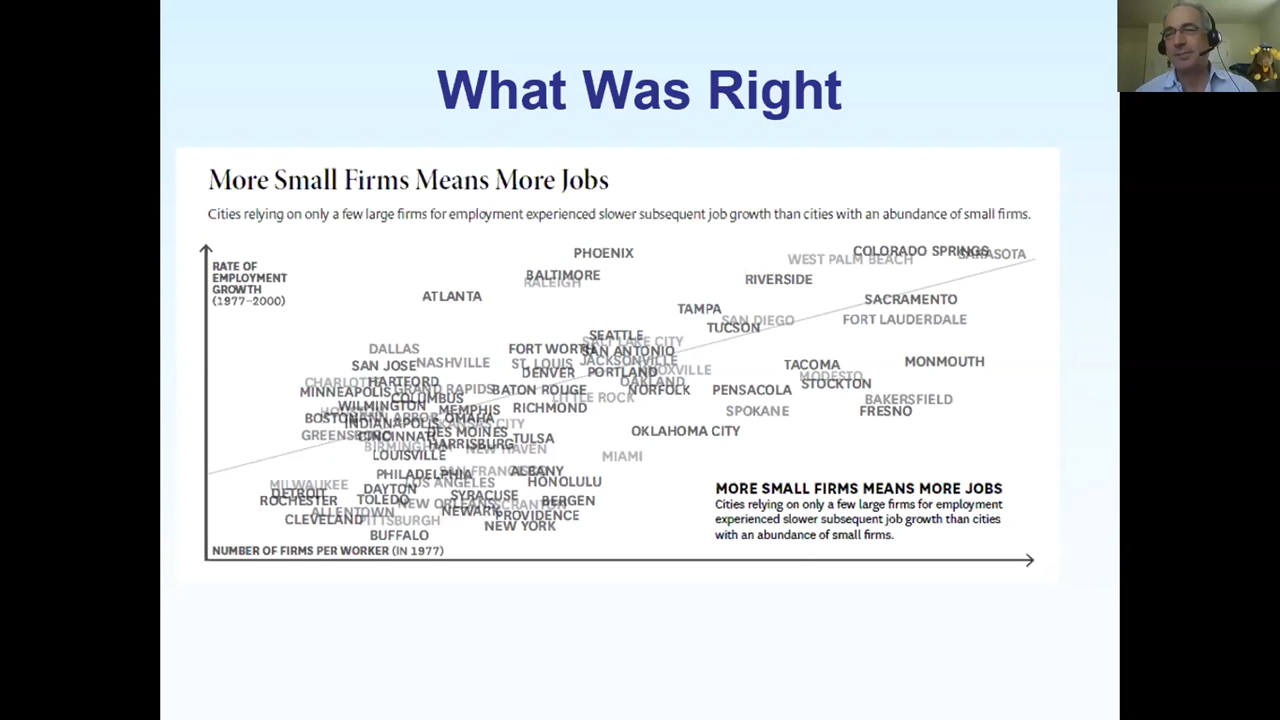 What Was Right
More Small Firms Means More Jobs
Cities relying on only a few large firms for employment experienced slower subsequent job growth than cities with an abundance of small firms.
RATE OF
EMPLOYMENT
GROWTH
(1977–2000)
PHOENIX
COLORADO SPRINGS
SARASOTA
WEST PALM BEACH
BALTIMORE
RALEIGH
RIVERSIDE
ATLANTA
SACRAMENTO
TAMPA
SAN DIEGO
FORT LAUDERDALE
TUCSON
SEATTLE
SALT LAKE CITY
DALLAS
FORT WORTH
SAN ANTONIO
SAN JOSE
NASHVILLE
ST. LOUIS
JACKSONVILLE
TACOMA
MONMOUTH
DENVER
PORTLAND
KNOXVILLE
MODESTO
CHARLOTTE
HARTFORD
OAKLAND
STOCKTON
MINNEAPOLIS
GRAND RAPIDS
BATON ROUGE
NORFOLK
PENSACOLA
COLUMBUS
LITTLE ROCK
BAKERSFIELD
WILMINGTON
MEMPHIS
RICHMOND
SPOKANE
FRESNO
BOSTON
ANN ARBOR
OMAHA
INDIANAPOLIS
KANSAS CITY
GREENSBORO
CINCINNATI
DES MOINES
TULSA
OKLAHOMA CITY
BIRMINGHAM
HARRISBURG
NEW HAVEN
LOUISVILLE
MIAMI
PHILADELPHIA
SAN FRANCISCO
ALBANY
MILWAUKEE
LOS ANGELES
HONOLULU
DETROIT
DAYTON
SYRACUSE
ROCHESTER
TOLEDO
NEW ORLEANS
SCRANTON
BERGEN
ALLENTOWN
NEWARK
PROVIDENCE
CLEVELAND
PITTSBURGH
NEW YORK
BUFFALO
MORE SMALL FIRMS MEANS MORE JOBS
Cities relying on only a few large firms for employment
experienced slower subsequent job growth than cities
with an abundance of small firms.
NUMBER OF FIRMS PER WORKER (IN 1977)